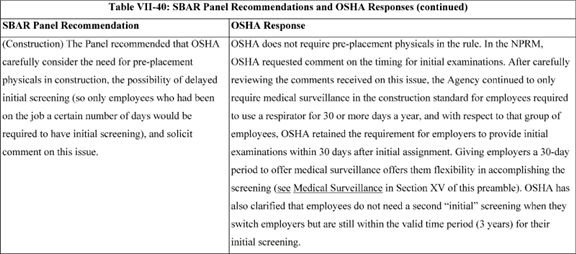 Table VII-40: SBAR Panel Recommendations and OSHA Responses (continued)
SBAR Panel Recommendation
OSHA Response
(Construction) The Panel recommended that OSHA
carefully consider the need for pre-placement
physicals in construction, the possibility of delayed
initial screening (so only employees who had been
on the job a certain number of days would be
required to have initial screening), and solicit
comment on this issue.
OSHA does not require pre-placement physicals in the rule. In the NPRM,
OSHA requested comment on the timing for initial examinations. After carefully
reviewing the comments received on this issue, the Agency continued to only
require medical surveillance in the construction standard for employees required
to use a respirator for 30 or more days a year, and with respect to that group of
employees, OSHA retained the requirement for employers to provide initial
examinations within 30 days after initial assignment. Giving employers a 30-day
period to offer medical surveillance offers them flexibility in accomplishing the
screening (see Medical Surveillance in Section XV of this preamble). OSHA has
also clarified that employees do not need a second “initial” screening when they
switch employers but are still within the valid time period (3 years) for their
initial screening.